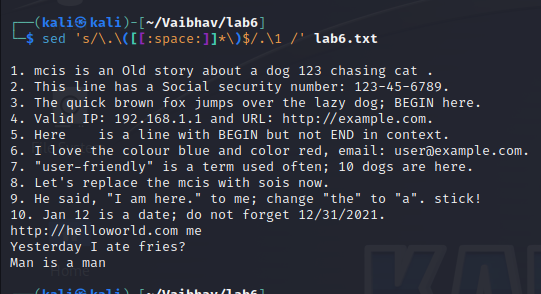 ┌──(kali㉿kali)-[~/Vaibhav/lab6]
└─$ sed 's/\.\([[:space:]]*\)$/.\1 /' lab6.txt
1. mcis is an Old story about a dog 123 chasing cat .
2. This line has a Social security number: 123-45-6789.
3. The quick brown fox jumps over the lazy dog; BEGIN here.
4. Valid IP: 192.168.1.1 and URL: http://example.com.
5. Here    is a line with BEGIN but not END in context.
6. I love the colour blue and color red, email: user@example.com.
7. "user-friendly" is a term used often; 10 dogs are here.
8. Let's replace the mcis with sois now.
9. He said, "I am here." to me; change "the" to "a". stick!
10. Jan 12 is a date; do not forget 12/31/2021.
http://helloworld.com me
Yesterday I ate fries?
Man is a man